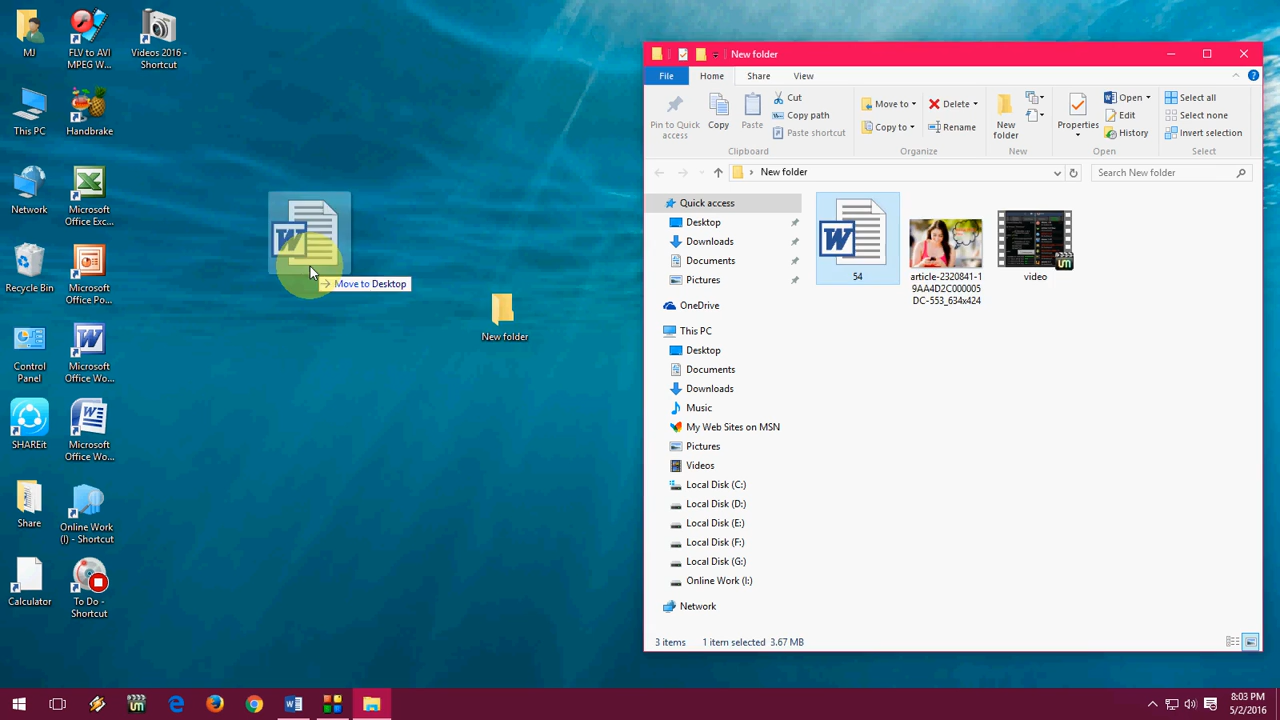 MJ
FLV to AVI
MPEG W...
Videos 2016 -
Shortcut
This PC
Handbrake
Network
Microsoft
Office Exc...
Recycle Bin
Microsoft
Office Po...
Control
Panel
Microsoft
Office Wo...
SHAREit
Microsoft
Office Wo...
Share
Online Work
(I) - Shortcut
Calculator
To Do -
Shortcut
Move to Desktop
New folder
New folder
File
Home
Share
View
Pin to Quick
access
Copy
Paste
Cut
Copy path
Paste shortcut
Clipboard
Move to
Copy to
Delete
Rename
Organize
New
folder
New
Properties
Open
Edit
History
Open
Select all
Select none
Invert selection
Select
New folder
Search New folder
Quick access
Desktop
Downloads
Documents
Pictures
OneDrive
This PC
Desktop
Documents
Downloads
Music
My Web Sites on MSN
Pictures
Videos
Local Disk (C:)
Local Disk (D:)
Local Disk (E:)
Local Disk (F:)
Local Disk (G:)
Online Work (I:)
Network
54
article-2320841-1
9AA4D2C000005
DC-553_634x424
video
3 items
1 item selected 3.67 MB
8:03 PM
5/2/2016